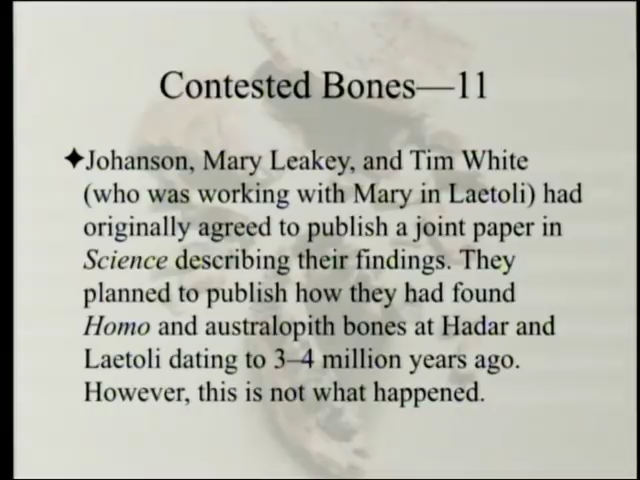 Contested Bones—11
✦Johanson, Mary Leakey, and Tim White
(who was working with Mary in Laetoli) had
originally agreed to publish a joint paper in
Science describing their findings. They
planned to publish how they had found
Homo and australopith bones at Hadar and
Laetoli dating to 3–4 million years ago.
However, this is not what happened.